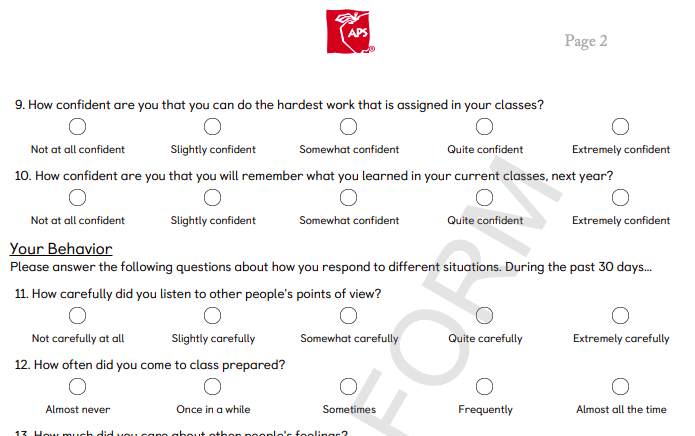 APS
Page 2
9. How confident are you that you can do the hardest work that is assigned in your classes?
Not at all confident Slightly confident Somewhat confident Quite confident Extremely confident
10. How confident are you that you will remember what you learned in your current classes, next year?
Not at all confident Slightly confident Somewhat confident Quite confident Extremely confident
Your Behavior
Please answer the following questions about how you respond to different situations. During the past 30 days...
11. How carefully did you listen to other people's points of view?
Not carefully at all Slightly carefully Somewhat carefully Quite carefully Extremely carefully
12. How often did you come to class prepared?
Almost never Once in a while Sometimes Frequently Almost all the time
13. How much did you care about other people's feelings?
FORM